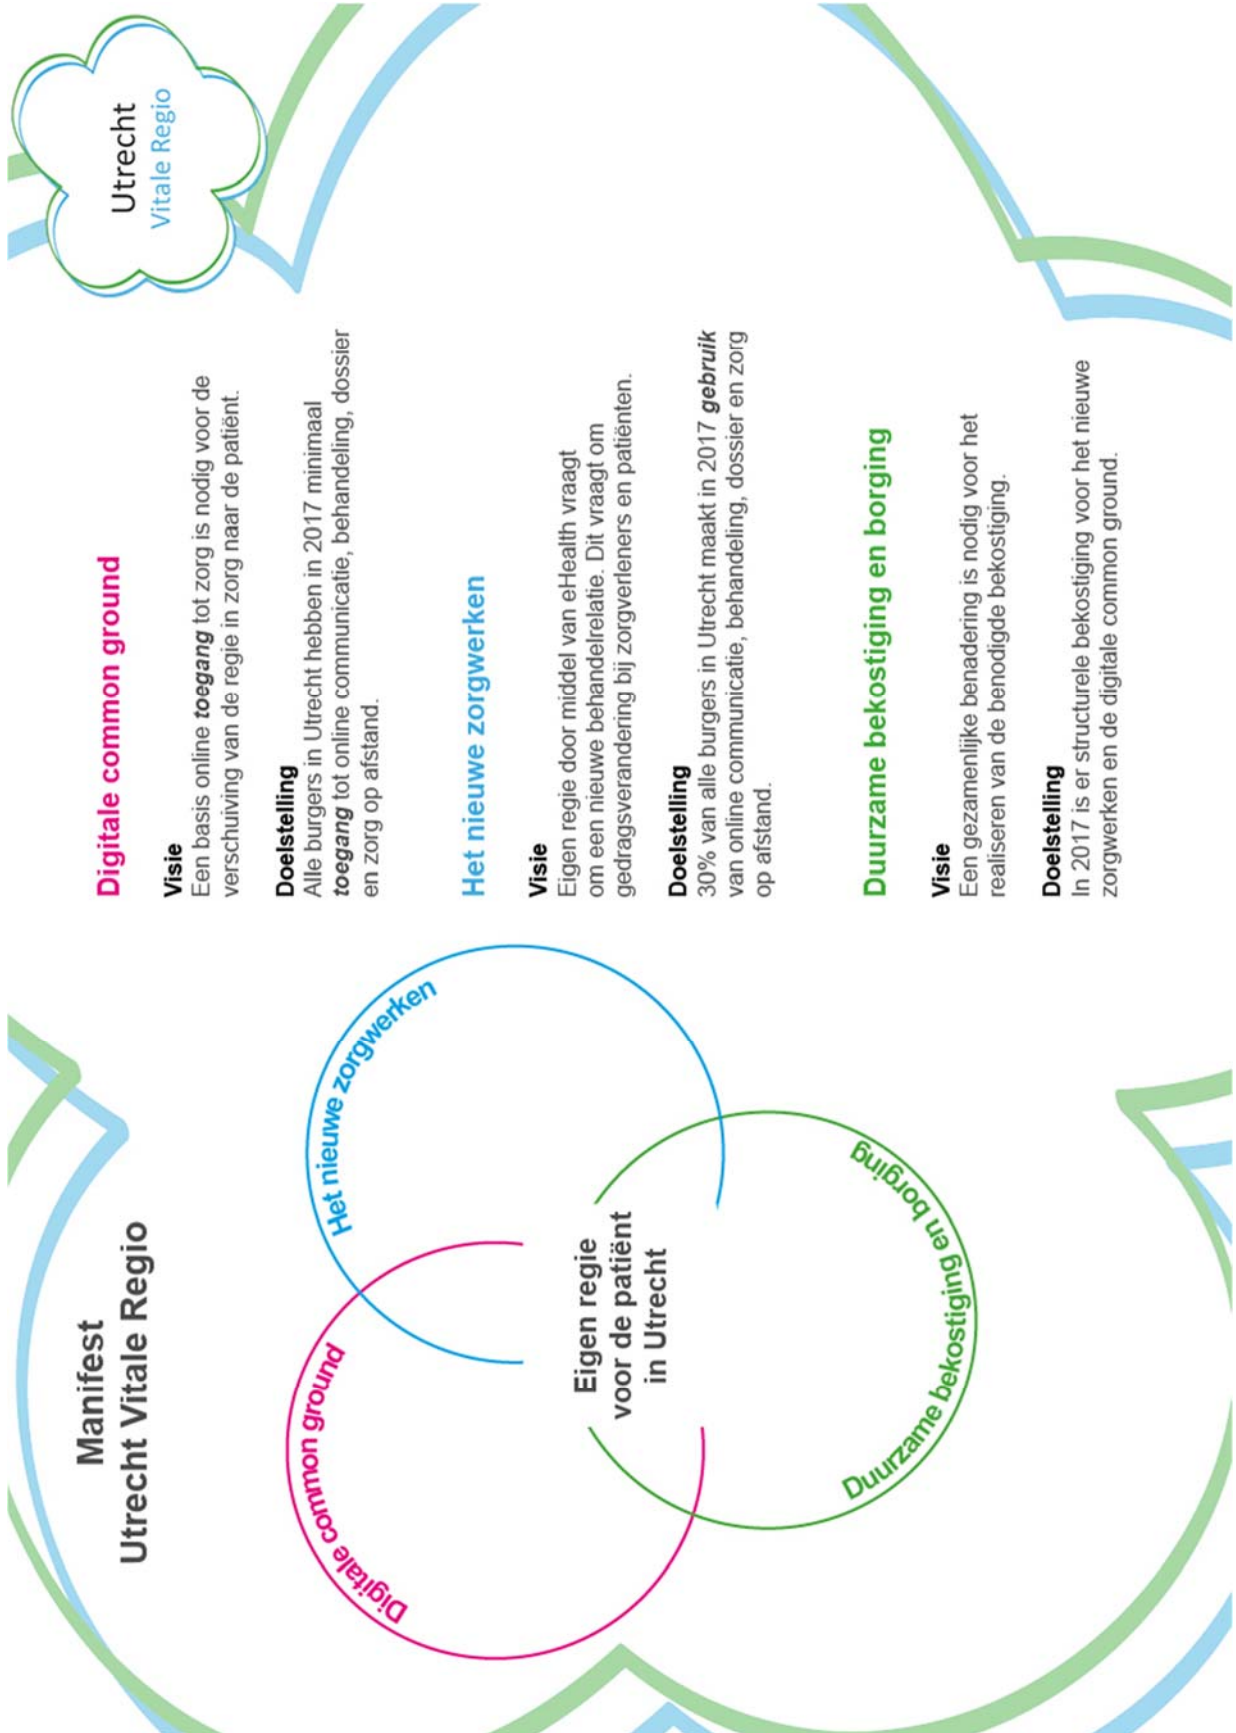 Manifest
Utrecht Vitale Regio
Utrecht
Vitale Regio
Digitale common ground
Het nieuwe zorgwerken
Duurzame bekostiging en borging
Eigen regie
voor de patiënt
in Utrecht
Digitale common ground
Visie
Een basis online toegang tot zorg is nodig voor de
verschuiving van de regie in zorg naar de patiënt.
Doelstelling
Alle burgers in Utrecht hebben in 2017 minimaal
toegang tot online communicatie, behandeling, dossier
en zorg op afstand.
Het nieuwe zorgwerken
Visie
Eigen regie door middel van eHealth vraagt
om een nieuwe behandelrelatie. Dit vraagt om
gedragsverandering bij zorgverleners en patiënten.
Doelstelling
30% van alle burgers in Utrecht maakt in 2017 gebruik
van online communicatie, behandeling, dossier en zorg
op afstand.
Duurzame bekostiging en borging
Visie
Een gezamenlijke benadering is nodig voor het
realiseren van de benodigde bekostiging.
Doelstelling
In 2017 is er structurele bekostiging voor het nieuwe
zorgwerken en de digitale common ground.